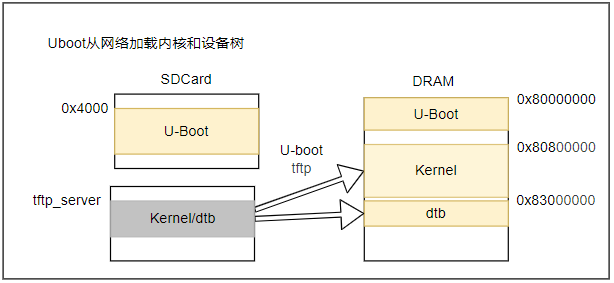 Uboot从网络加载内核和设备树
SDCard
DRAM
0x4000
U-Boot
0x80000000
U-Boot
U-boot
tftp
0x80800000
Kernel
tftp_server
Kernel/dtb
0x83000000
dtb